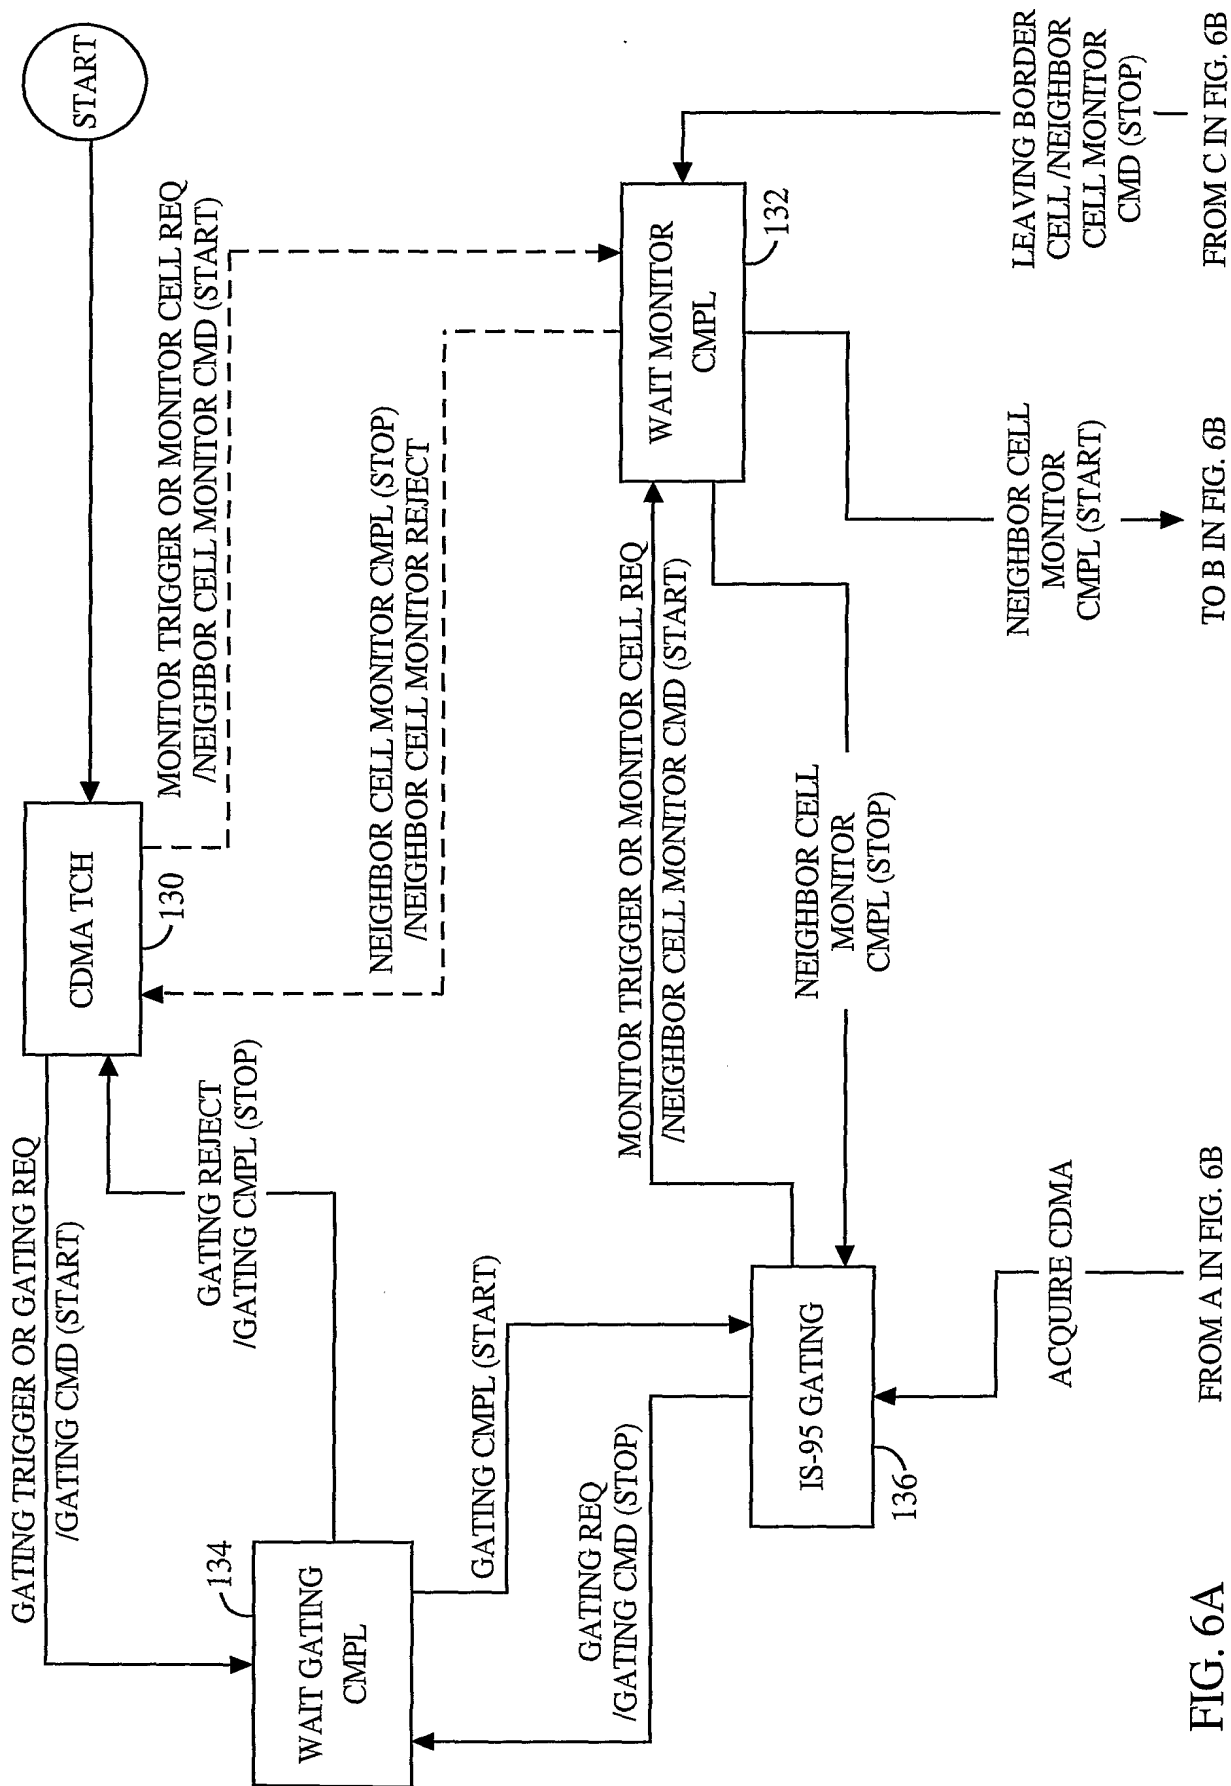 START
CDMA TCH
130
GATING TRIGGER OR GATING REQ
/GATING CMD (START)
GATING REJECT
/GATING CMPL (STOP)
MONITOR TRIGGER OR MONITOR CELL REQ
/NEIGHBOR CELL MONITOR CMD (START)
NEIGHBOR CELL MONITOR CMPL (STOP)
/NEIGHBOR CELL MONITOR REJECT
WAIT GATING
CMPL
134
GATING CMPL (START)
GATING REQ
/GATING CMD (STOP)
MONITOR TRIGGER OR MONITOR CELL REQ
/NEIGHBOR CELL MONITOR CMD (START)
WAIT MONITOR
CMPL
132
NEIGHBOR CELL
MONITOR
CMPL (STOP)
IS-95 GATING
136
ACQUIRE CDMA
FROM A IN FIG. 6B
NEIGHBOR CELL
MONITOR
CMPL (START)
TO B IN FIG. 6B
LEAVING BORDER
CELL /NEIGHBOR
CELL MONITOR
CMD (STOP)
FROM C IN FIG. 6B
FIG. 6A